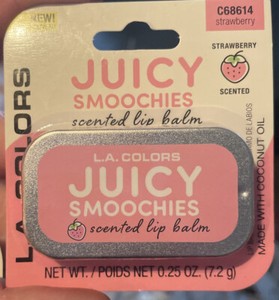 NEW!
C68614
strawberry
JUICY
SMOOCHIES
scented lip balm
STRAWBERRY
SCENTED
L.A. COLORS
L.A. COLORS
JUICY
SMOOCHIES
scented lip balm
MADE WITH COCONUT OIL
NET WT. / POIDS NET 0.25 OZ. (7.2 g)